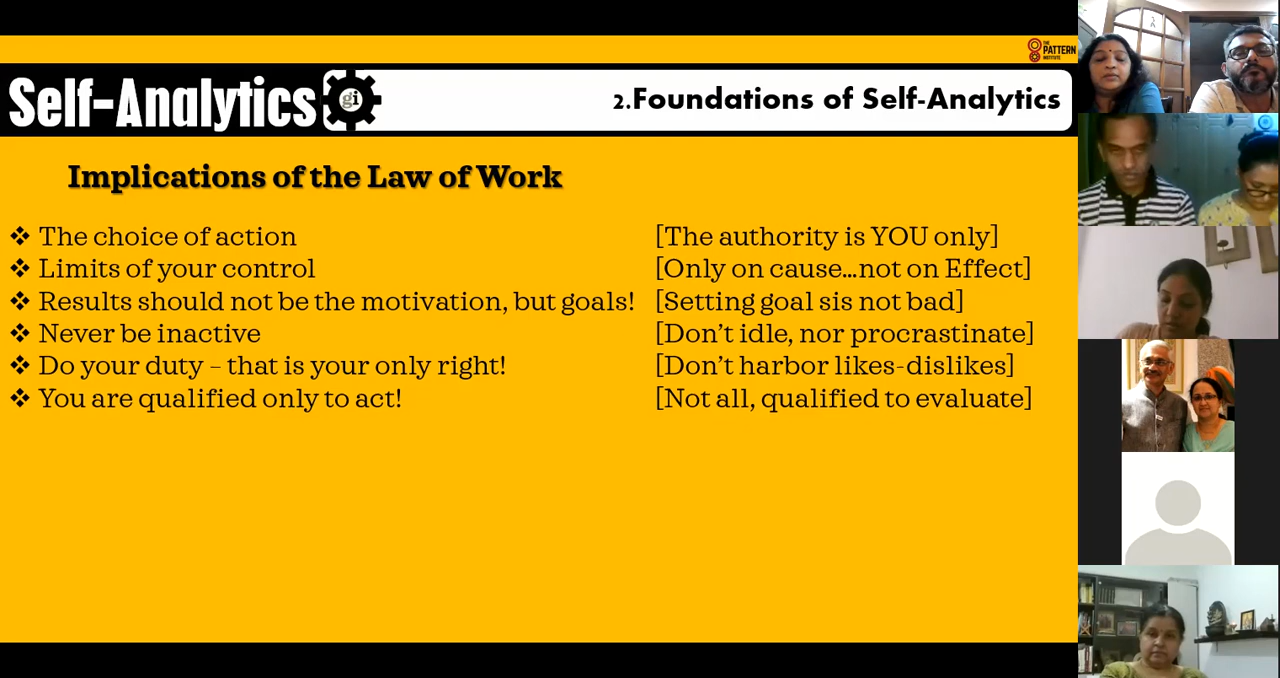 THE
PATTERN
INSTITUTE
Self-Analytics gi
2.Foundations of Self-Analytics
Implications of the Law of Work
❖ The choice of action [The authority is YOU only]
❖ Limits of your control [Only on cause...not on Effect]
❖ Results should not be the motivation, but goals! [Setting goal sis not bad]
❖ Never be inactive [Don’t idle, nor procrastinate]
❖ Do your duty – that is your only right! [Don’t harbor likes-dislikes]
❖ You are qualified only to act! [Not all, qualified to evaluate]